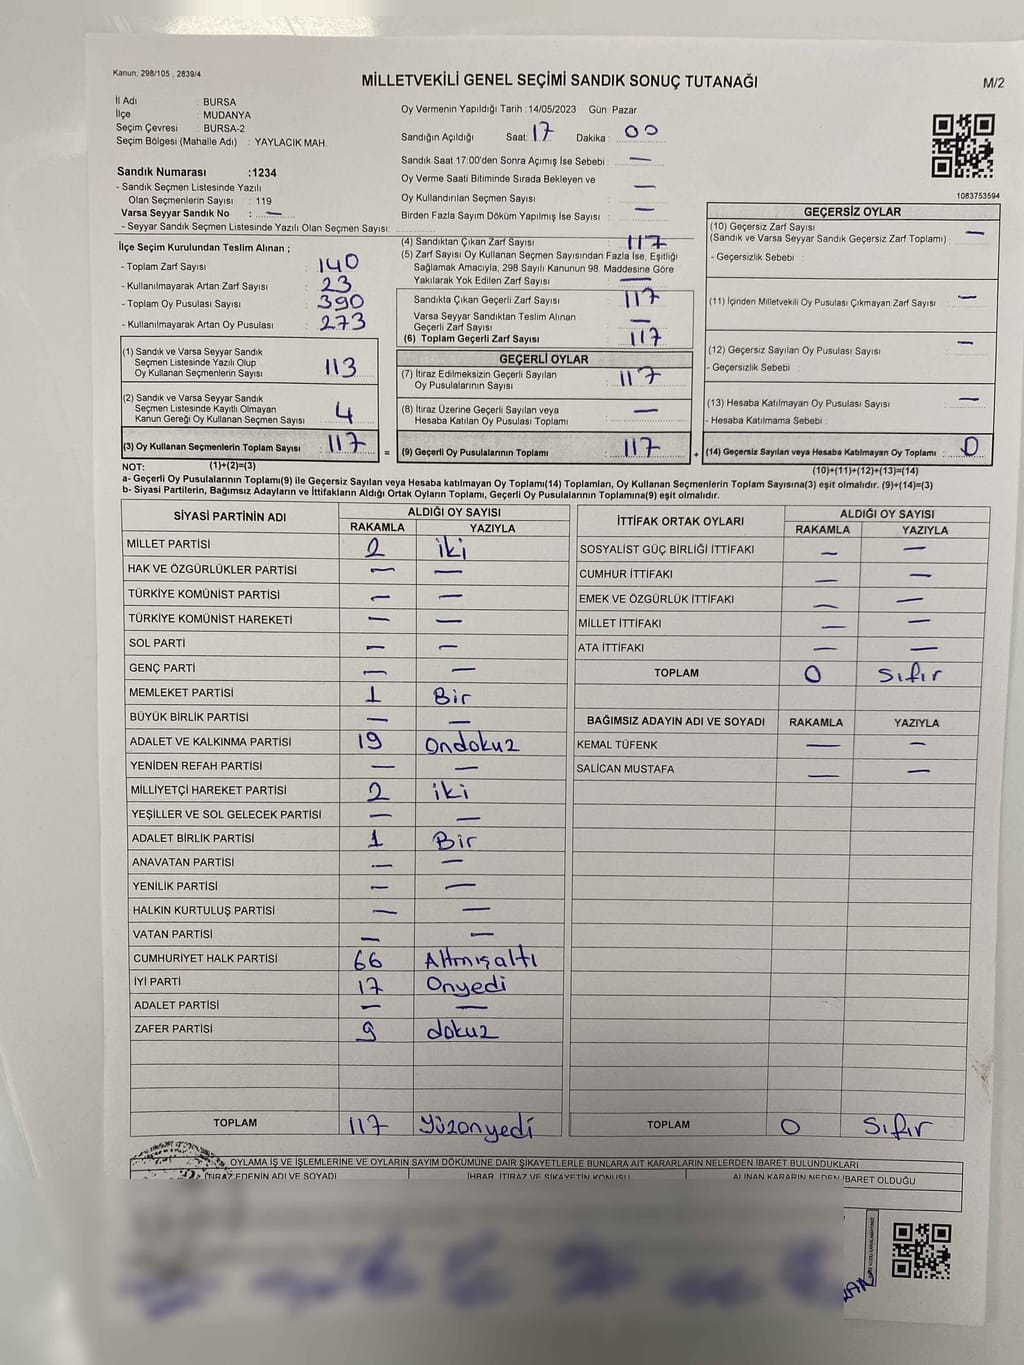 Kanun: 298/105 , 2839/4
MİLLETVEKİLİ GENEL SEÇİMİ SANDIK SONUÇ TUTANAĞI
M/2
İl Adı : BURSA
İlçe : MUDANYA
Seçim Çevresi : BURSA-2
Seçim Bölgesi (Mahalle Adı) : YAYLACIK MAH.
Oy Vermenin Yapıldığı Tarih :14/05/2023 Gün Pazar
Sandığın Açıldığı Saat: 17 Dakika : 00
Sandık Saat 17:00'den Sonra Açımış İse Sebebi : —
Oy Verme Saati Bitiminde Sırada Bekleyen ve
Oy Kullandırılan Seçmen Sayısı —
Birden Fazla Sayım Döküm Yapılmış İse Sayısı : —
1083753594
Sandık Numarası :1234
- Sandık Seçmen Listesinde Yazılı
Olan Seçmenlerin Sayısı : 119
Varsa Seyyar Sandık No : —
- Seyyar Sandık Seçmen Listesinde Yazılı Olan Seçmen Sayısı:
İlçe Seçim Kurulundan Teslim Alınan ;
- Toplam Zarf Sayısı : 140
- Kullanılmayarak Artan Zarf Sayısı : 23
- Toplam Oy Pusulası Sayısı : 390
- Kullanılmayarak Artan Oy Pusulası : 273
(1) Sandık ve Varsa Seyyar Sandık
Seçmen Listesinde Yazılı Olup
Oy Kullanan Seçmenlerin Sayısı : 113
(2) Sandık ve Varsa Seyyar Sandık
Seçmen Listesinde Kayıtlı Olmayan
Kanun Gereği Oy Kullanan Seçmen Sayısı : 4
(3) Oy Kullanan Seçmenlerin Toplam Sayısı : 117
(4) Sandıktan Çıkan Zarf Sayısı : 117
(5) Zarf Sayısı Oy Kullanan Seçmen Sayısından Fazla İse, Eşitliği
Sağlamak Amacıyla, 298 Sayılı Kanunun 98. Maddesine Göre
Yakılarak Yok Edilen Zarf Sayısı : —
Sandıkta Çıkan Geçerli Zarf Sayısı : 117
Varsa Seyyar Sandıktan Teslim Alınan
Geçerli Zarf Sayısı : —
(6) Toplam Geçerli Zarf Sayısı : 117
GEÇERLİ OYLAR
(7) İtiraz Edilmeksizin Geçerli Sayılan
Oy Pusulalarının Sayısı : 117
(8) İtiraz Üzerine Geçerli Sayılan veya
Hesaba Katılan Oy Pusulası Toplamı : —
= (9) Geçerli Oy Pusulalarının Toplamı : 117
GEÇERSİZ OYLAR
(10) Geçersiz Zarf Sayısı
(Sandık ve Varsa Seyyar Sandık Geçersiz Zarf Toplamı) : —
- Geçersizlik Sebebi :
(11) İçinden Milletvekili Oy Pusulası Çıkmayan Zarf Sayısı : —
(12) Geçersiz Sayılan Oy Pusulası Sayısı : —
- Geçersizlik Sebebi :
(13) Hesaba Katılmayan Oy Pusulası Sayısı : —
- Hesaba Katılmama Sebebi :
+ (14) Geçersiz Sayılan veya Hesaba Katılmayan Oy Toplamı : 0
NOT: (1)+(2)=(3)
(10)+(11)+(12)+(13)=(14)
a- Geçerli Oy Pusulalarının Toplamı(9) ile Geçersiz Sayılan veya Hesaba katılmayan Oy Toplamı(14) Toplamları, Oy Kullanan Seçmenlerin Toplam Sayısına(3) eşit olmalıdır. (9)+(14)=(3)
b- Siyasi Partilerin, Bağımsız Adayların ve İttifakların Aldığı Ortak Oyların Toplamı, Geçerli Oy Pusulalarının Toplamına(9) eşit olmalıdır.
SİYASİ PARTİNİN ADI ALDIĞI OY SAYISI
RAKAMLA YAZIYLA
MİLLET PARTİSİ 2 iki
HAK VE ÖZGÜRLÜKLER PARTİSİ — —
TÜRKİYE KOMÜNİST PARTİSİ — —
TÜRKİYE KOMÜNİST HAREKETİ — —
SOL PARTİ — —
GENÇ PARTİ — —
MEMLEKET PARTİSİ 1 Bir
BÜYÜK BİRLİK PARTİSİ — —
ADALET VE KALKINMA PARTİSİ 19 Ondokuz
YENİDEN REFAH PARTİSİ — —
MİLLİYETÇİ HAREKET PARTİSİ 2 iki
YEŞİLLER VE SOL GELECEK PARTİSİ — —
ADALET BİRLİK PARTİSİ 1 Bir
ANAVATAN PARTİSİ — —
YENİLİK PARTİSİ — —
HALKIN KURTULUŞ PARTİSİ — —
VATAN PARTİSİ — —
CUMHURİYET HALK PARTİSİ 66 Altmışaltı
İYİ PARTİ 17 Onyedi
ADALET PARTİSİ — —
ZAFER PARTİSİ 9 dokuz
TOPLAM 117 Yüzonyedi
İTTİFAK ORTAK OYLARI ALDIĞI OY SAYISI
RAKAMLA YAZIYLA
SOSYALİST GÜÇ BİRLİĞİ İTTİFAKI — —
CUMHUR İTTİFAKI — —
EMEK VE ÖZGÜRLÜK İTTİFAKI — —
MİLLET İTTİFAKI — —
ATA İTTİFAKI — —
TOPLAM 0 Sıfır
BAĞIMSIZ ADAYIN ADI VE SOYADI RAKAMLA YAZIYLA
KEMAL TÜFENK — —
SALİCAN MUSTAFA — —
TOPLAM 0 Sıfır
OYLAMA İŞ VE İŞLEMLERİNE VE OYLARIN SAYIM DÖKÜMÜNE DAİR ŞİKAYETLERLE BUNLARA AİT KARARLARIN NELERDEN İBARET BULUNDUKLARI
İTİRAZ EDENİN ADI VE SOYADI İHBAR, İTİRAZ VE ŞİKAYETİN KONUSU ALINAN KARARIN NEDEN İBARET OLDUĞU